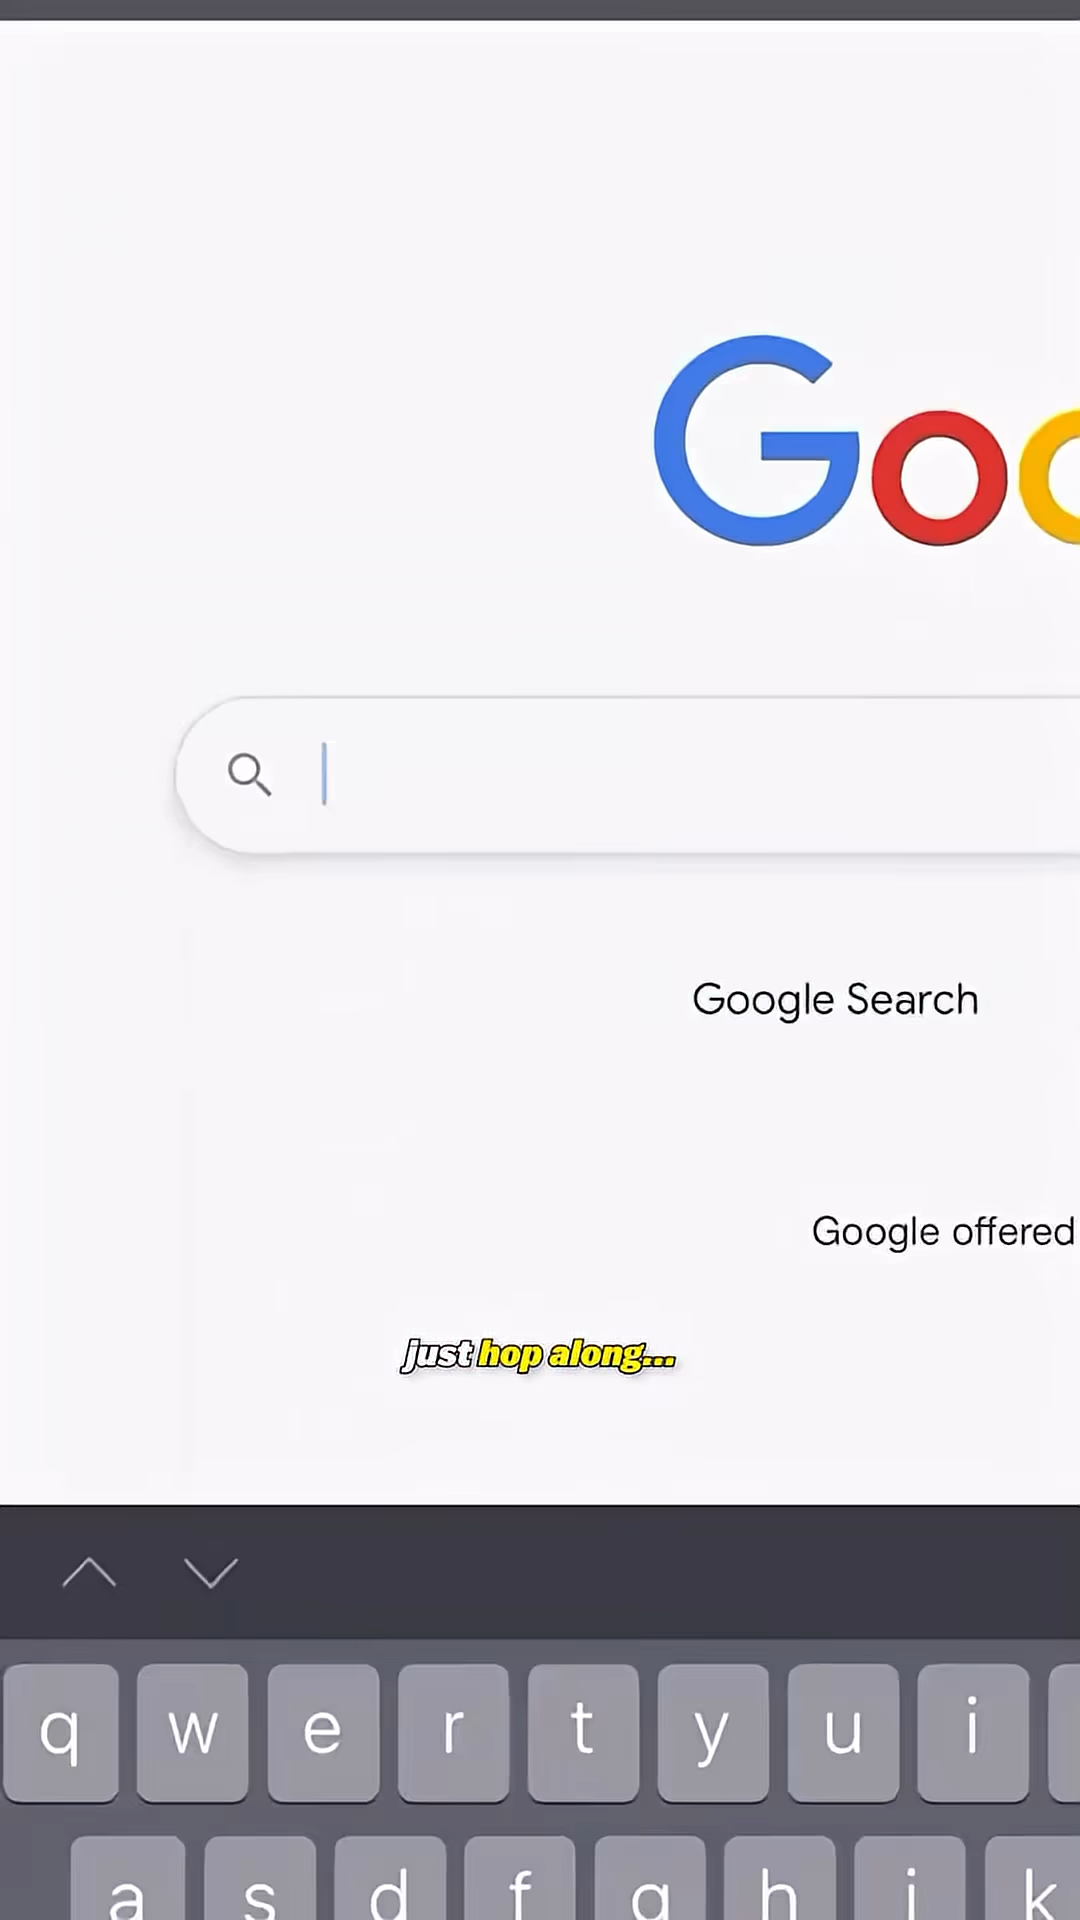 Goo
Google Search
Google offered
just hop along...
q w e r t y u i
a s d f g h j k